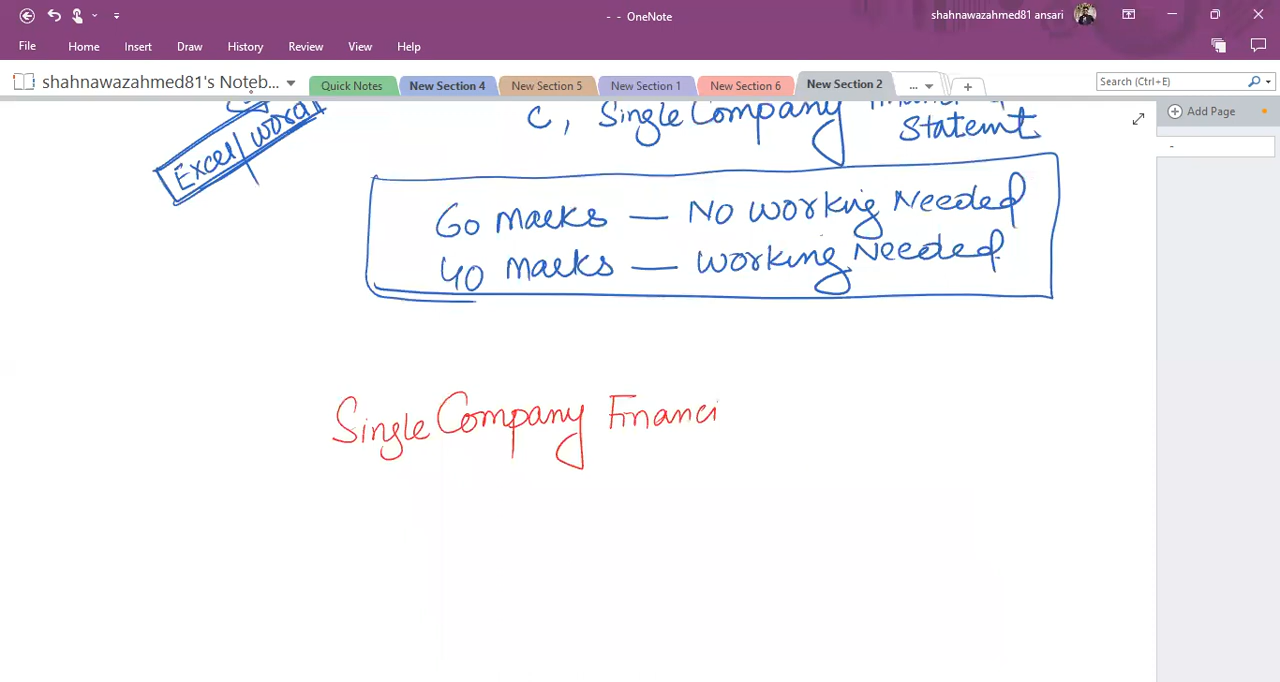 - - OneNote
shahnawazahmed81 ansari
File Home Insert Draw History Review View Help
shahnawazahmed81's Noteb... Quick Notes New Section 4 New Section 5 New Section 1 New Section 6 New Section 2 ... + Search (Ctrl+E)
Add Page
-
C, Single Company
Statemt
Excel/Word
60 Marks — No Working Needed
40 Marks — Working Needed
Single Company Financi